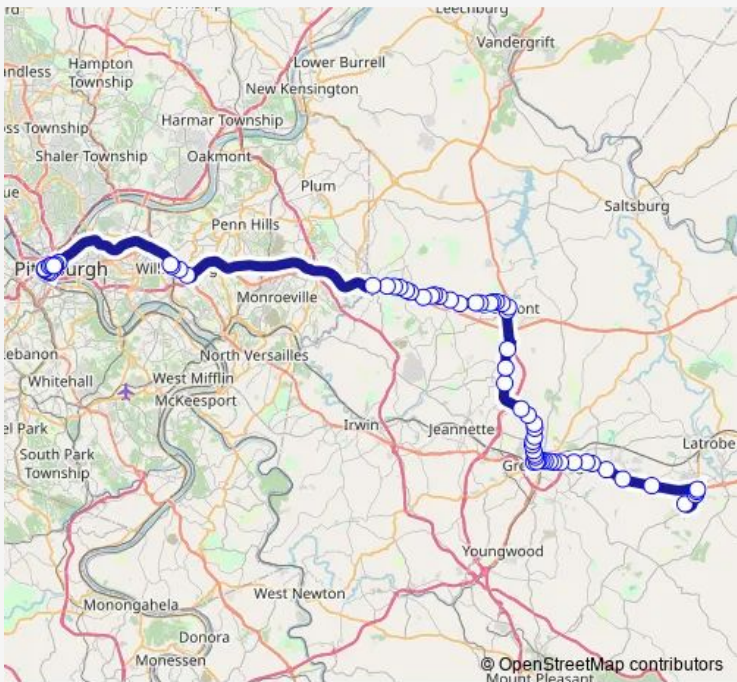 Leechburg
Vandergrift
Hampton
Township
Lower Burrell
New Kensington
Harmar Township
Shaler Township
Oakmont
Plum
Saltsburg
Penn Hills
Monroeville
North Versailles
Whitehall
West Mifflin
McKeesport
Irwin
Jeannette
Latrobe
South Park
Township
Youngwood
West Newton
Monongahela
Donora
Monessen
© OpenStreetMap contributors
Mount Pleasant